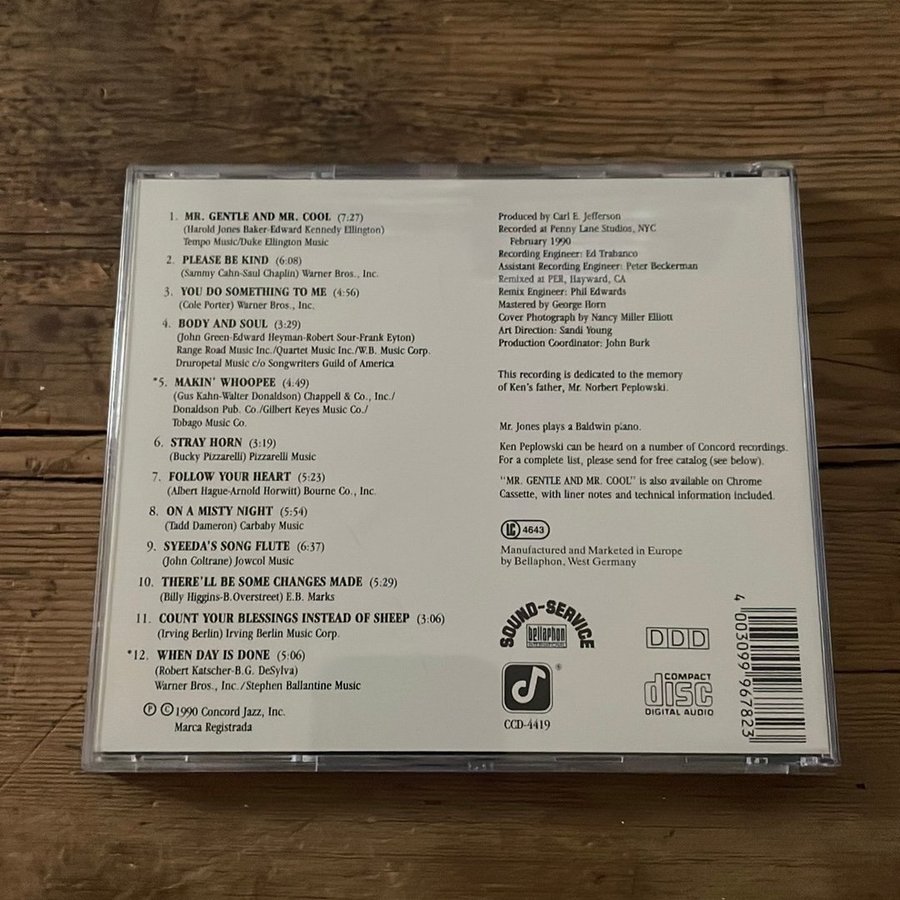 1. MR. GENTLE AND MR. COOL (7:27)
(Harold Jones Baker-Edward Kennedy Ellington)
Tempo Music/Duke Ellington Music
2. PLEASE BE KIND (6:08)
(Sammy Cahn-Saul Chaplin) Warner Bros., Inc.
3. YOU DO SOMETHING TO ME (4:56)
(Cole Porter) Warner Bros., Inc.
4. BODY AND SOUL (3:29)
(John Green-Edward Heyman-Robert Sour-Frank Eyton)
Range Road Music Inc./Quartet Music Inc./W.B. Music Corp.
Druropetal Music c/o Songwriters Guild of America
*5. MAKIN' WHOOPEE (4:49)
(Gus Kahn-Walter Donaldson) Chappell & Co., Inc./
Donaldson Pub. Co./Gilbert Keyes Music Co./
Tobago Music Co.
6. STRAY HORN (3:19)
(Bucky Pizzarelli) Pizzarelli Music
7. FOLLOW YOUR HEART (5:23)
(Albert Hague-Arnold Horwitt) Bourne Co., Inc.
8. ON A MISTY NIGHT (5:54)
(Tadd Dameron) Carbaby Music
9. SYEEDA'S SONG FLUTE (6:37)
(John Coltrane) Jowcol Music
10. THERE'LL BE SOME CHANGES MADE (5:29)
(Billy Higgins-B.Overstreet) E.B. Marks
11. COUNT YOUR BLESSINGS INSTEAD OF SHEEP (3:06)
(Irving Berlin) Irving Berlin Music Corp.
*12. WHEN DAY IS DONE (5:06)
(Robert Katscher-B.G. DeSylva)
Warner Bros., Inc./Stephen Ballantine Music
Ⓟ © 1990 Concord Jazz, Inc.
Marca Registrada
Produced by Carl E. Jefferson
Recorded at Penny Lane Studios, NYC
February 1990
Recording Engineer: Ed Trabanco
Assistant Recording Engineer: Peter Beckerman
Remixed at PER, Hayward, CA
Remix Engineer: Phil Edwards
Mastered by George Horn
Cover Photograph by Nancy Miller Elliott
Art Direction: Sandi Young
Production Coordinator: John Burk
This recording is dedicated to the memory
of Ken's father, Mr. Norbert Peplowski.
Mr. Jones plays a Baldwin piano.
Ken Peplowski can be heard on a number of Concord recordings.
For a complete list, please send for free catalog (see below).
"MR. GENTLE AND MR. COOL" is also available on Chrome
Cassette, with liner notes and technical information included.
LC 4643
Manufactured and Marketed in Europe
by Bellaphon, West Germany
SOUND-SERVICE
bellaphon
DDD
COMPACT
disc
DIGITAL AUDIO
®
CCD-4419
4 003099 967823